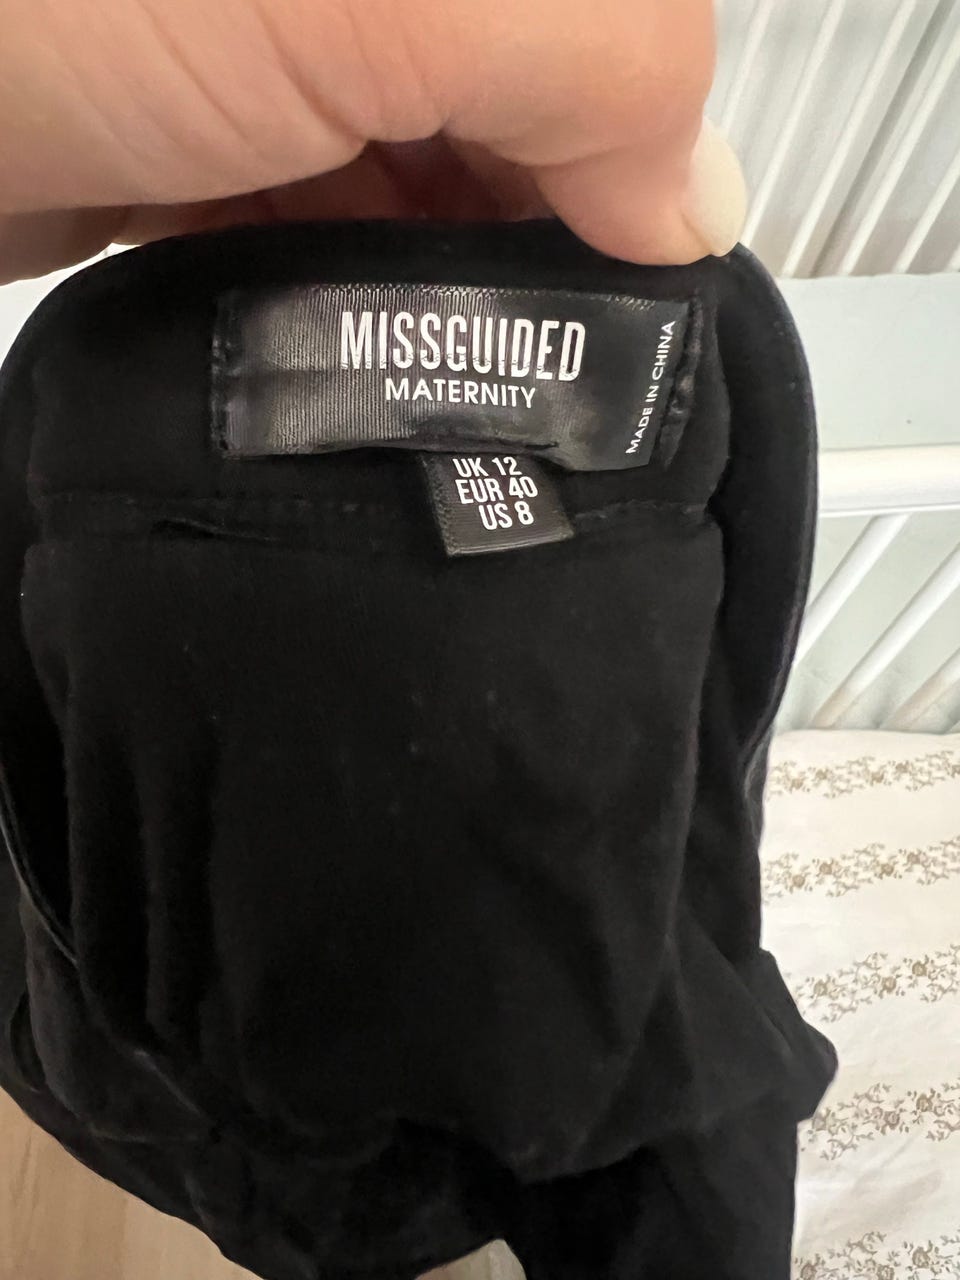 MISSGUIDED
MATERNITY
MADE IN CHINA
UK 12
EUR 40
US 8